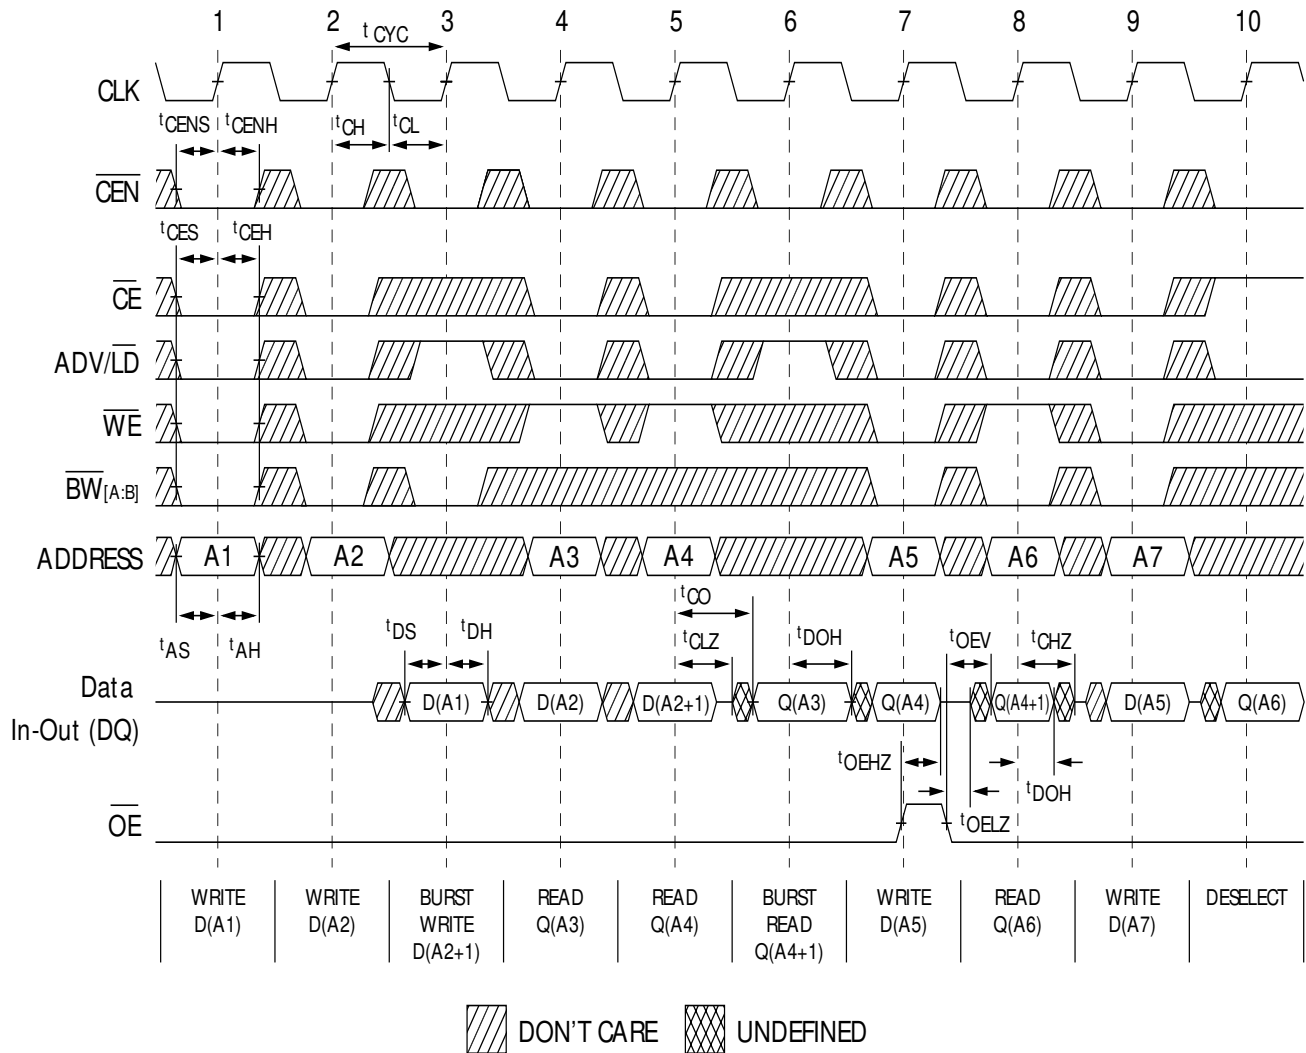 1 2 3 4 5 6 7 8 9 10
tCYC
CLK
tCENS tCENH tCH tCL
CEN
tCES tCEH
CE
ADV/LD
WE
BW[A:B]
ADDRESS A1 A2 A3 A4 A5 A6 A7
tCO
tAS tAH tDS tDH tCLZ tDOH tOEV tCHZ
Data
In-Out (DQ)
D(A1) D(A2) D(A2+1) Q(A3) Q(A4) Q(A4+1) D(A5) Q(A6)
tOEHZ tDOH
tOELZ
OE
WRITE
D(A1)
WRITE
D(A2)
BURST
WRITE
D(A2+1)
READ
Q(A3)
READ
Q(A4)
BURST
READ
Q(A4+1)
WRITE
D(A5)
READ
Q(A6)
WRITE
D(A7)
DESELECT
DON'T CARE UNDEFINED